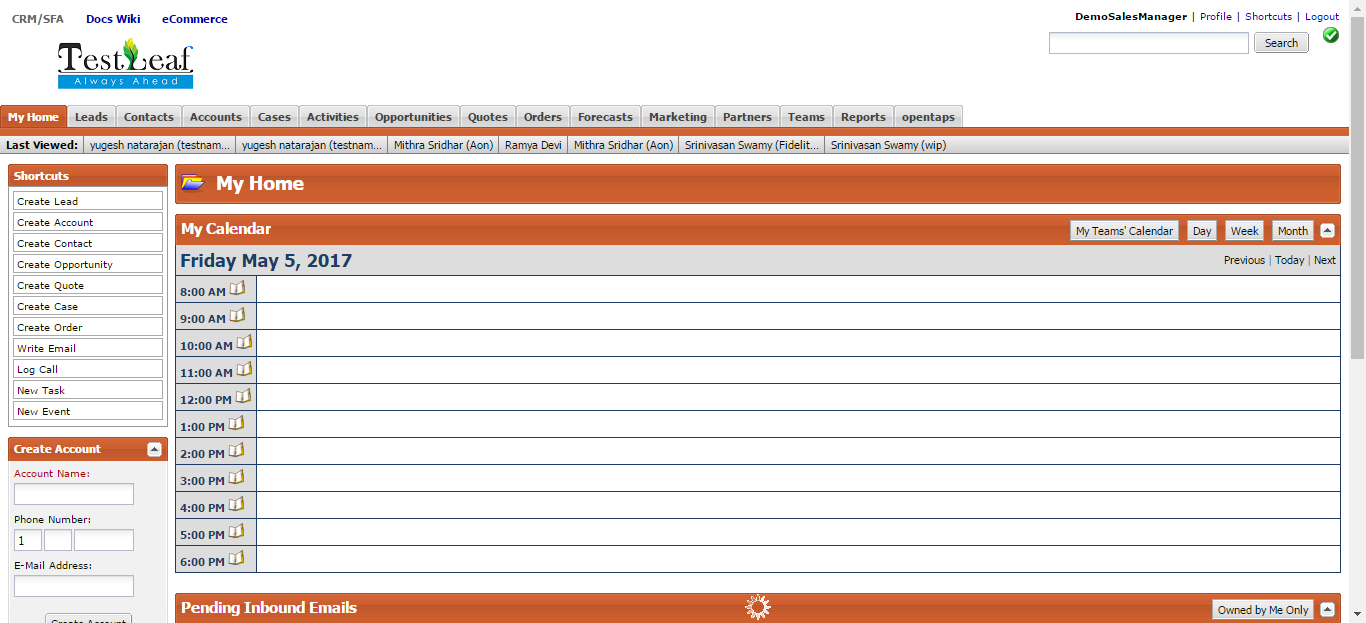 CRM/SFA Docs Wiki eCommerce
DemoSalesManager | Profile | Shortcuts | Logout
Search
TestLeaf
Always Ahead
My Home Leads Contacts Accounts Cases Activities Opportunities Quotes Orders Forecasts Marketing Partners Teams Reports opentaps
Last Viewed: yugesh natarajan (testnam... yugesh natarajan (testnam... Mithra Sridhar (Aon) Ramya Devi Mithra Sridhar (Aon) Srinivasan Swamy (Fidelit... Srinivasan Swamy (wip)
Shortcuts
Create Lead
Create Account
Create Contact
Create Opportunity
Create Quote
Create Case
Create Order
Write Email
Log Call
New Task
New Event
Create Account
Account Name:
Phone Number:
1
E-Mail Address:
Create Account
My Home
My Calendar
My Teams' Calendar Day Week Month
Friday May 5, 2017
Previous | Today | Next
8:00 AM
9:00 AM
10:00 AM
11:00 AM
12:00 PM
1:00 PM
2:00 PM
3:00 PM
4:00 PM
5:00 PM
6:00 PM
Pending Inbound Emails
Owned by Me Only